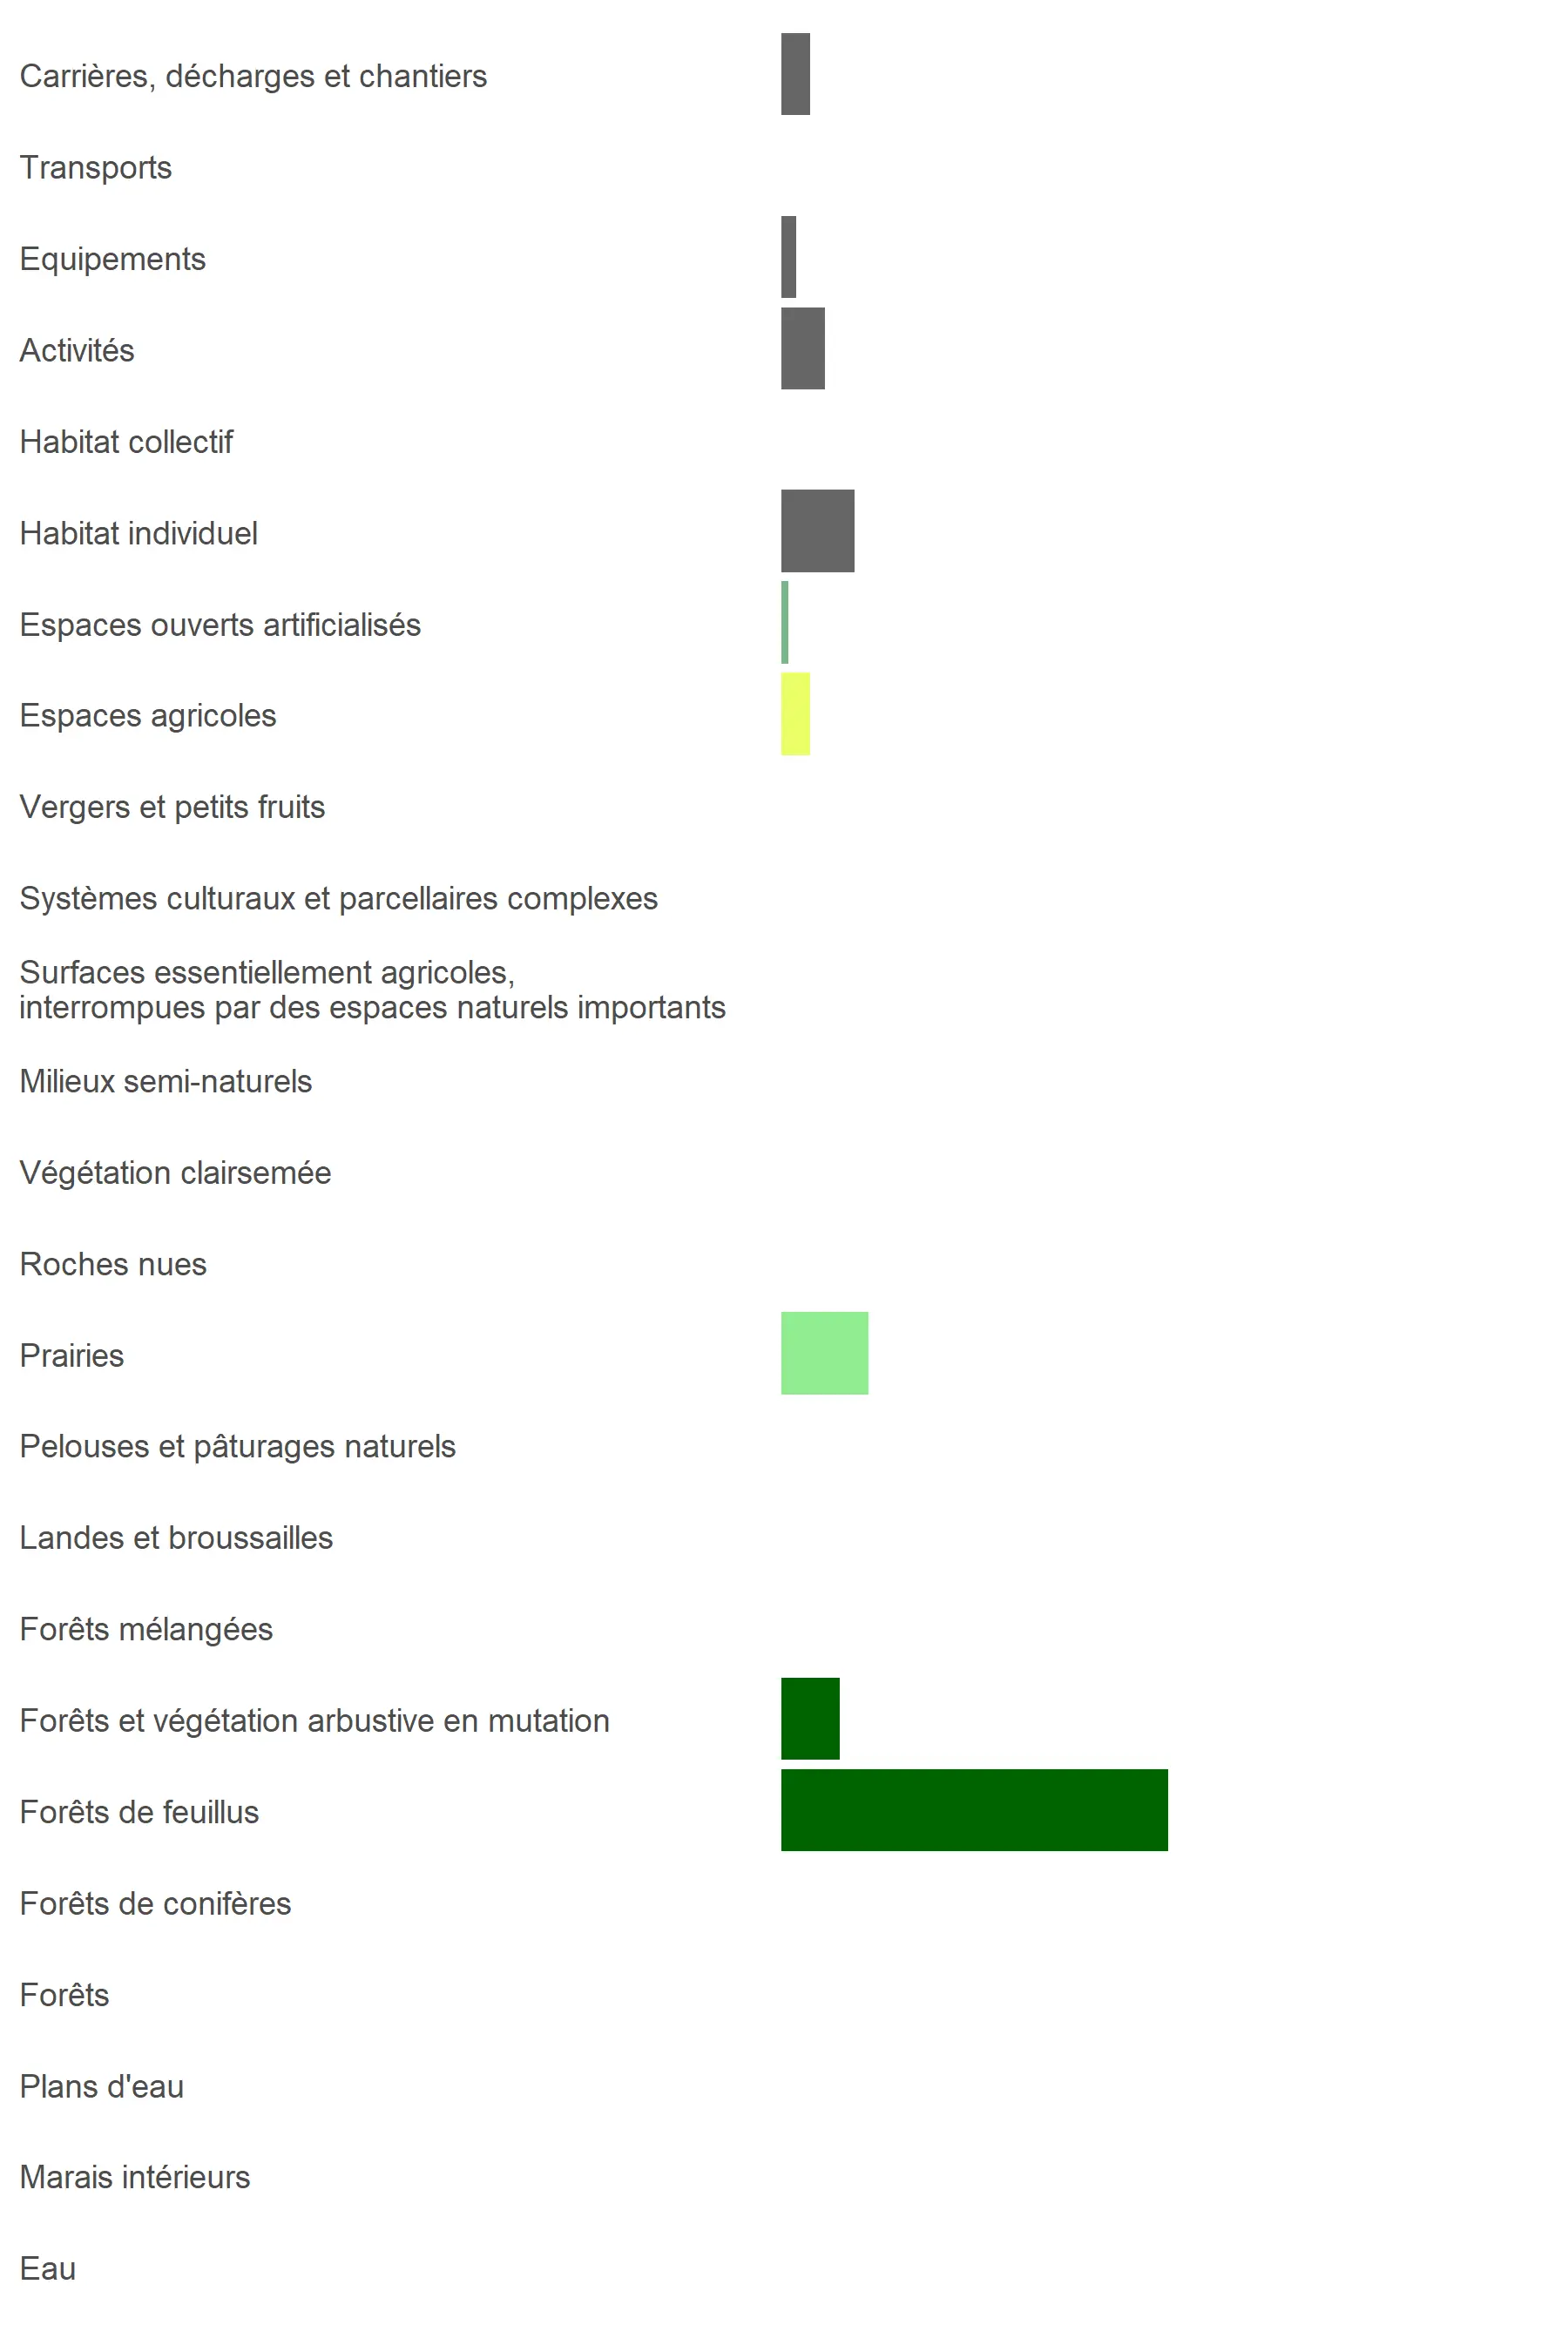 Carrières, décharges et chantiers
Transports
Equipements
Activités
Habitat collectif
Habitat individuel
Espaces ouverts artificialisés
Espaces agricoles
Vergers et petits fruits
Systèmes culturaux et parcellaires complexes
Surfaces essentiellement agricoles,
interrompues par des espaces naturels importants
Milieux semi-naturels
Végétation clairsemée
Roches nues
Prairies
Pelouses et pâturages naturels
Landes et broussailles
Forêts mélangées
Forêts et végétation arbustive en mutation
Forêts de feuillus
Forêts de conifères
Forêts
Plans d'eau
Marais intérieurs
Eau